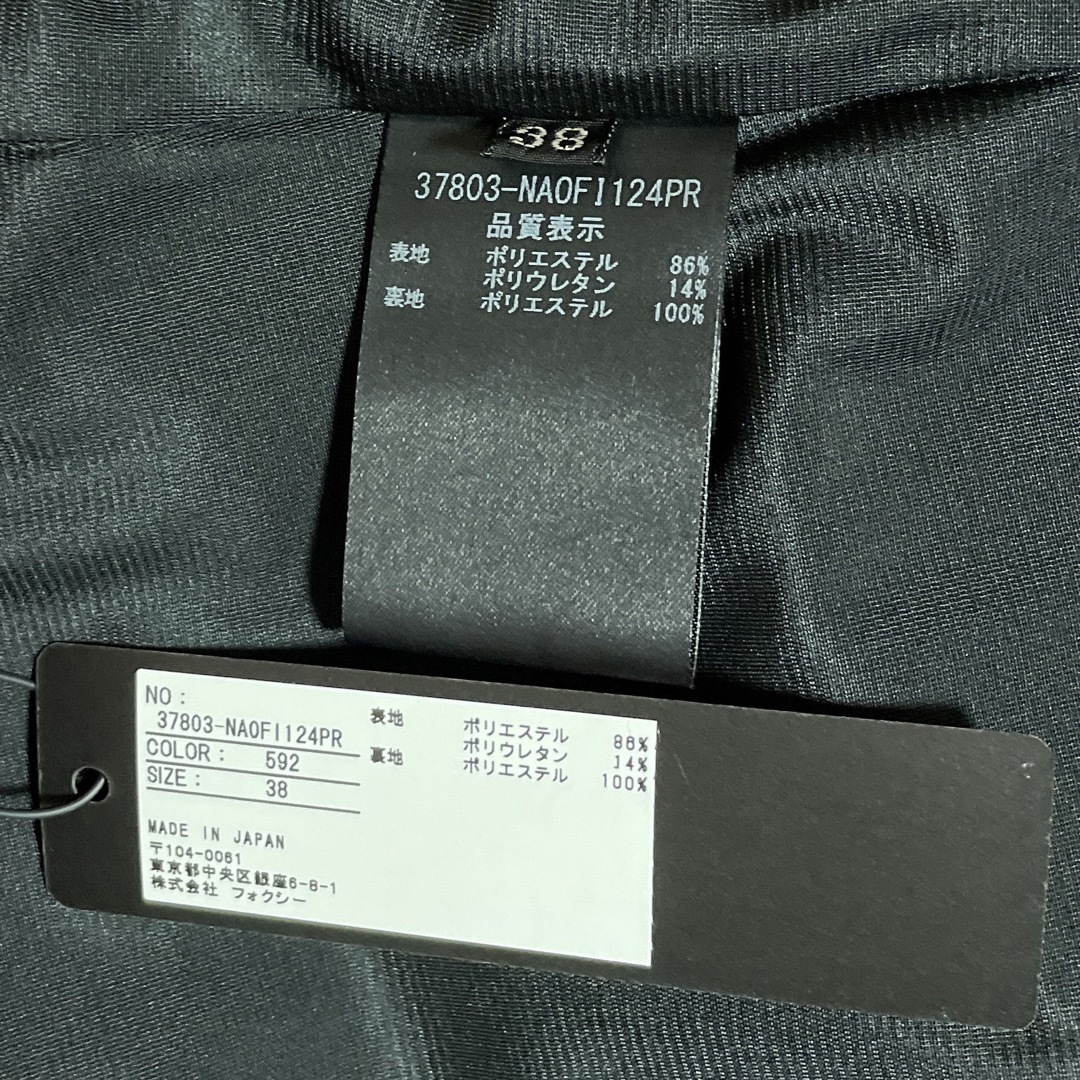 38
37803-NA0FI124PR
品質表示
表地 ポリエステル 86%
ポリウレタン 14%
裏地 ポリエステル 100%
NO :
37803-NA0FI124PR
COLOR : 592
SIZE : 38
表地 ポリエステル 86%
ポリウレタン 14%
裏地 ポリエステル 100%
MADE IN JAPAN
〒104-0061
東京都中央区銀座6-8-1
株式会社 フォクシー